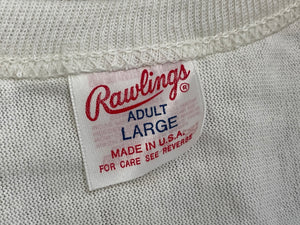 Rawlings®
ADULT
LARGE
MADE IN U.S.A.
FOR CARE SEE REVERSE